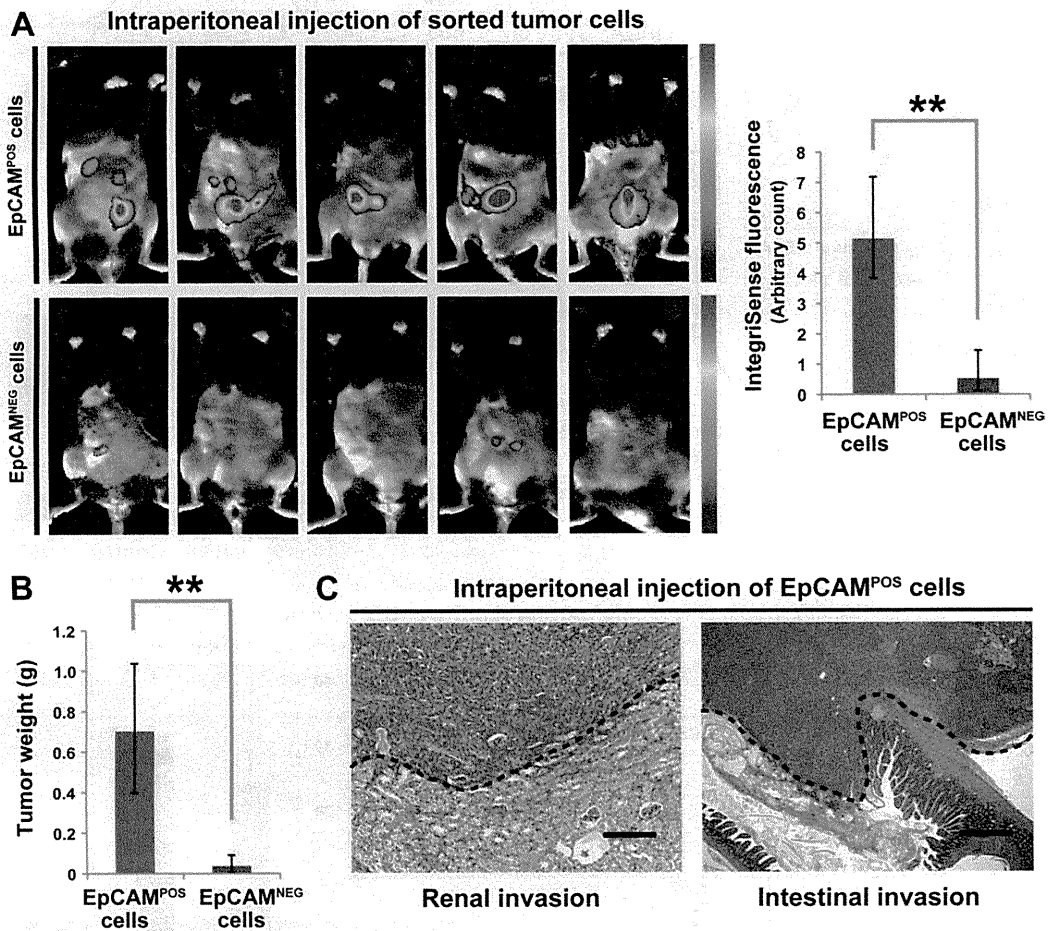 A
Intraperitoneal injection of sorted tumor cells
EpCAMPOS cells
EpCAMNEG cells
**
IntegriSense fluorescence
(Arbitrary count)
8
7
6
5
4
3
2
1
0
EpCAMPOS
cells
EpCAMNEG
cells
B
**
Tumor weight (g)
1.2
1.0
0.8
0.6
0.4
0.2
0
EpCAMPOS
cells
EpCAMNEG
cells
C
Intraperitoneal injection of EpCAMPOS cells
Renal invasion
Intestinal invasion